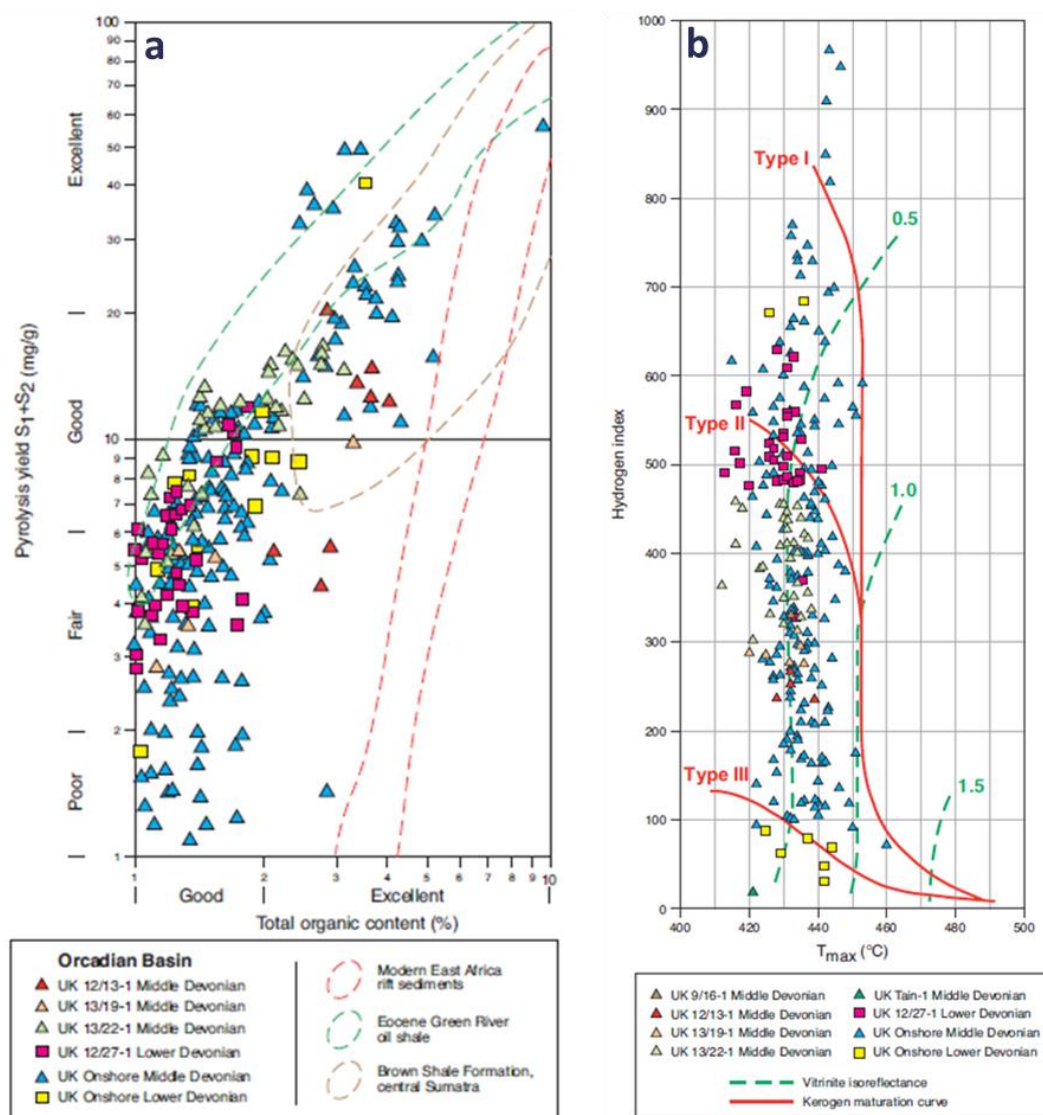 a
Pyrolysis yield S1+S2 (mg/g)
Excellent
Good
Fair
Poor
100
90
80
70
60
50
40
30
20
10
9
8
7
6
5
4
3
2
1
1
2
3
4
5
6
7
8
9
10
Good
Excellent
Total organic content (%)
Orcadian Basin
UK 12/13-1 Middle Devonian
UK 13/19-1 Middle Devonian
UK 13/22-1 Middle Devonian
UK 12/27-1 Lower Devonian
UK Onshore Middle Devonian
UK Onshore Lower Devonian
Modern East Africa
rift sediments
Eocene Green River
oil shale
Brown Shale Formation,
central Sumatra
b
Hydrogen index
1000
900
800
700
600
500
400
300
200
100
0
Type I
Type II
Type III
0.5
1.0
1.5
400
420
440
460
480
500
Tmax (°C)
UK 9/16-1 Middle Devonian
UK 12/13-1 Middle Devonian
UK 13/19-1 Middle Devonian
UK 13/22-1 Middle Devonian
UK Tain-1 Middle Devonian
UK 12/27-1 Lower Devonian
UK Onshore Middle Devonian
UK Onshore Lower Devonian
Vitrinite isoreflectance
Kerogen maturation curve